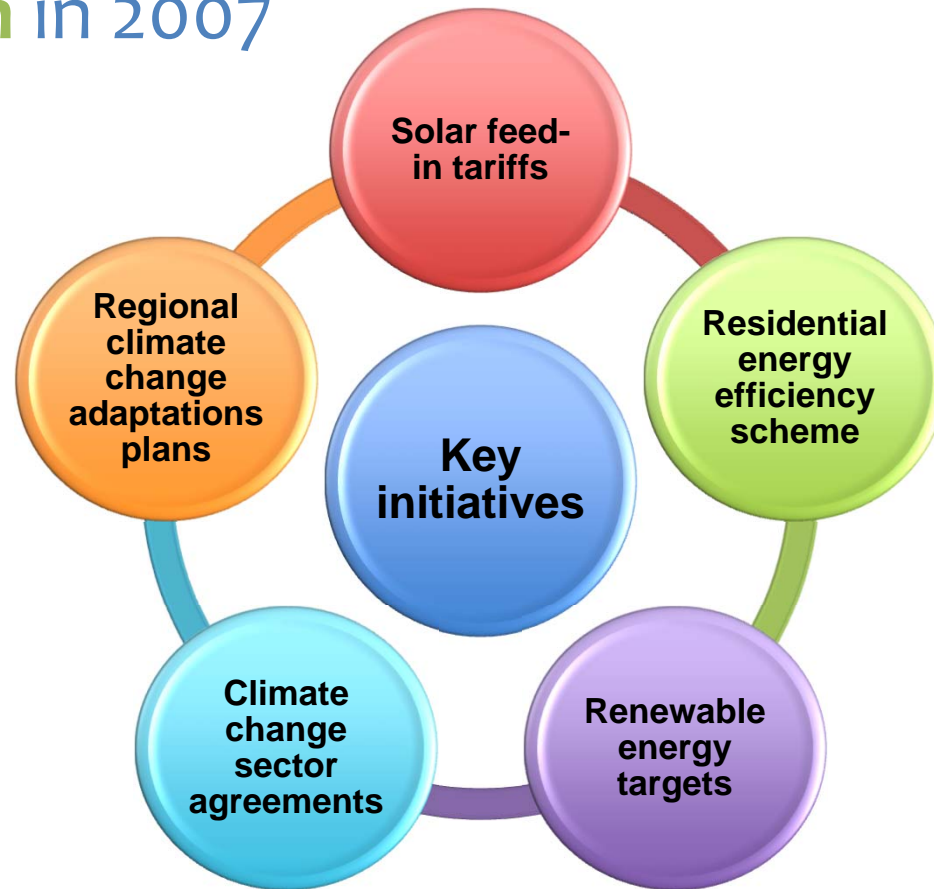 in 2007
Solar feed-
in tariffs
Residential
energy
efficiency
scheme
Renewable
energy
targets
Climate
change
sector
agreements
Regional
climate
change
adaptations
plans
Key
initiatives